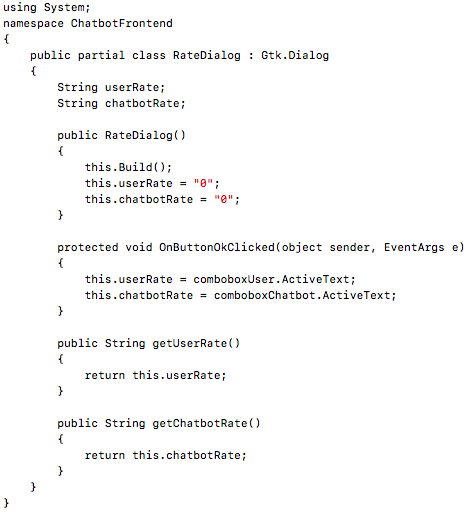 using System;
namespace ChatbotFrontend
{
    public partial class RateDialog : Gtk.Dialog
    {
        String userRate;
        String chatbotRate;

        public RateDialog()
        {
            this.Build();
            this.userRate = "0";
            this.chatbotRate = "0";
        }

        protected void OnButtonOkClicked(object sender, EventArgs e)
        {
            this.userRate = comboboxUser.ActiveText;
            this.chatbotRate = comboboxChatbot.ActiveText;
        }

        public String getUserRate()
        {
            return this.userRate;
        }

        public String getChatbotRate()
        {
            return this.chatbotRate;
        }
    }
}